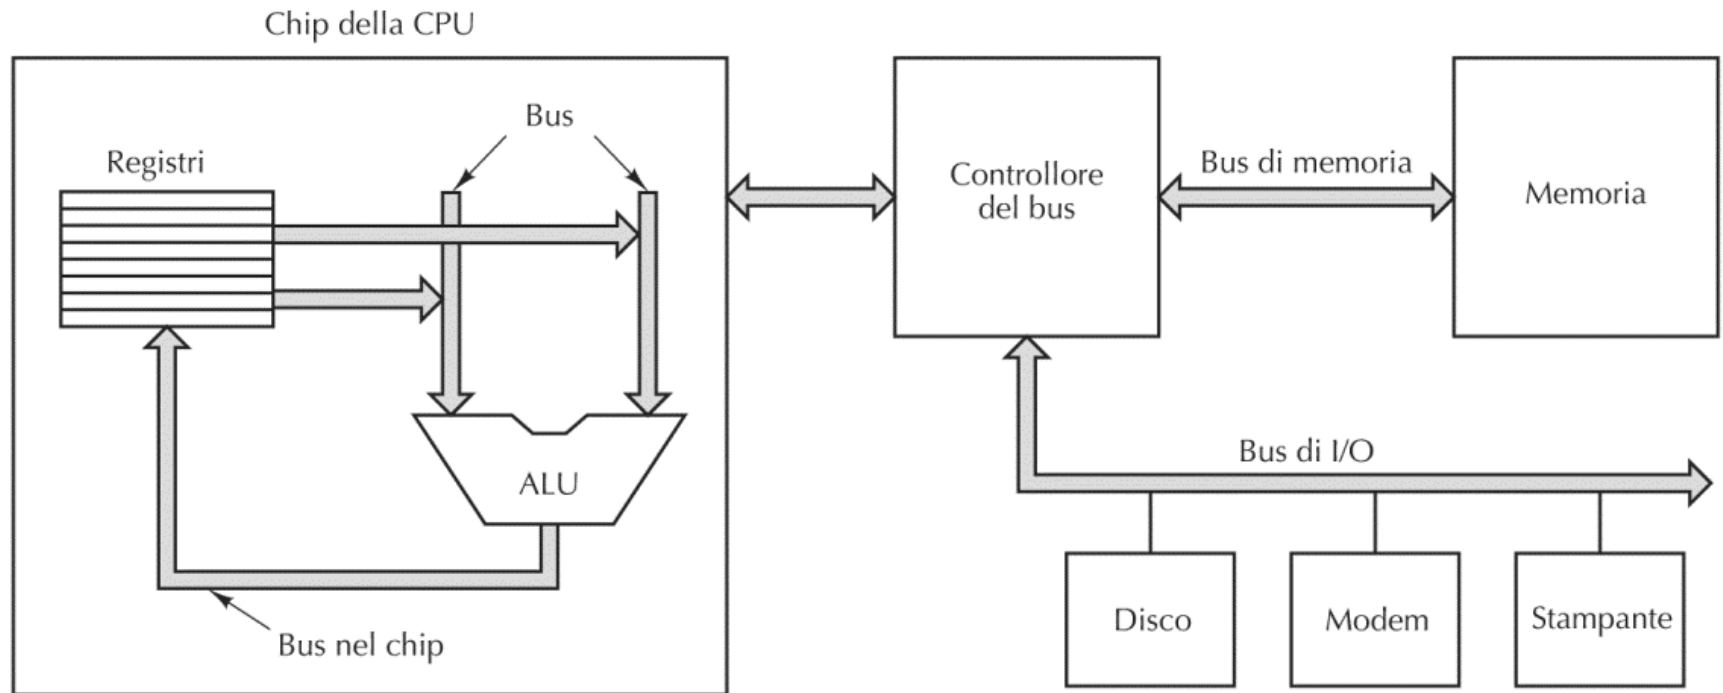 Chip della CPU
Bus
Registri
Controllore
del bus
Bus di memoria
Memoria
ALU
Bus di I/O
Bus nel chip
Disco
Modem
Stampante